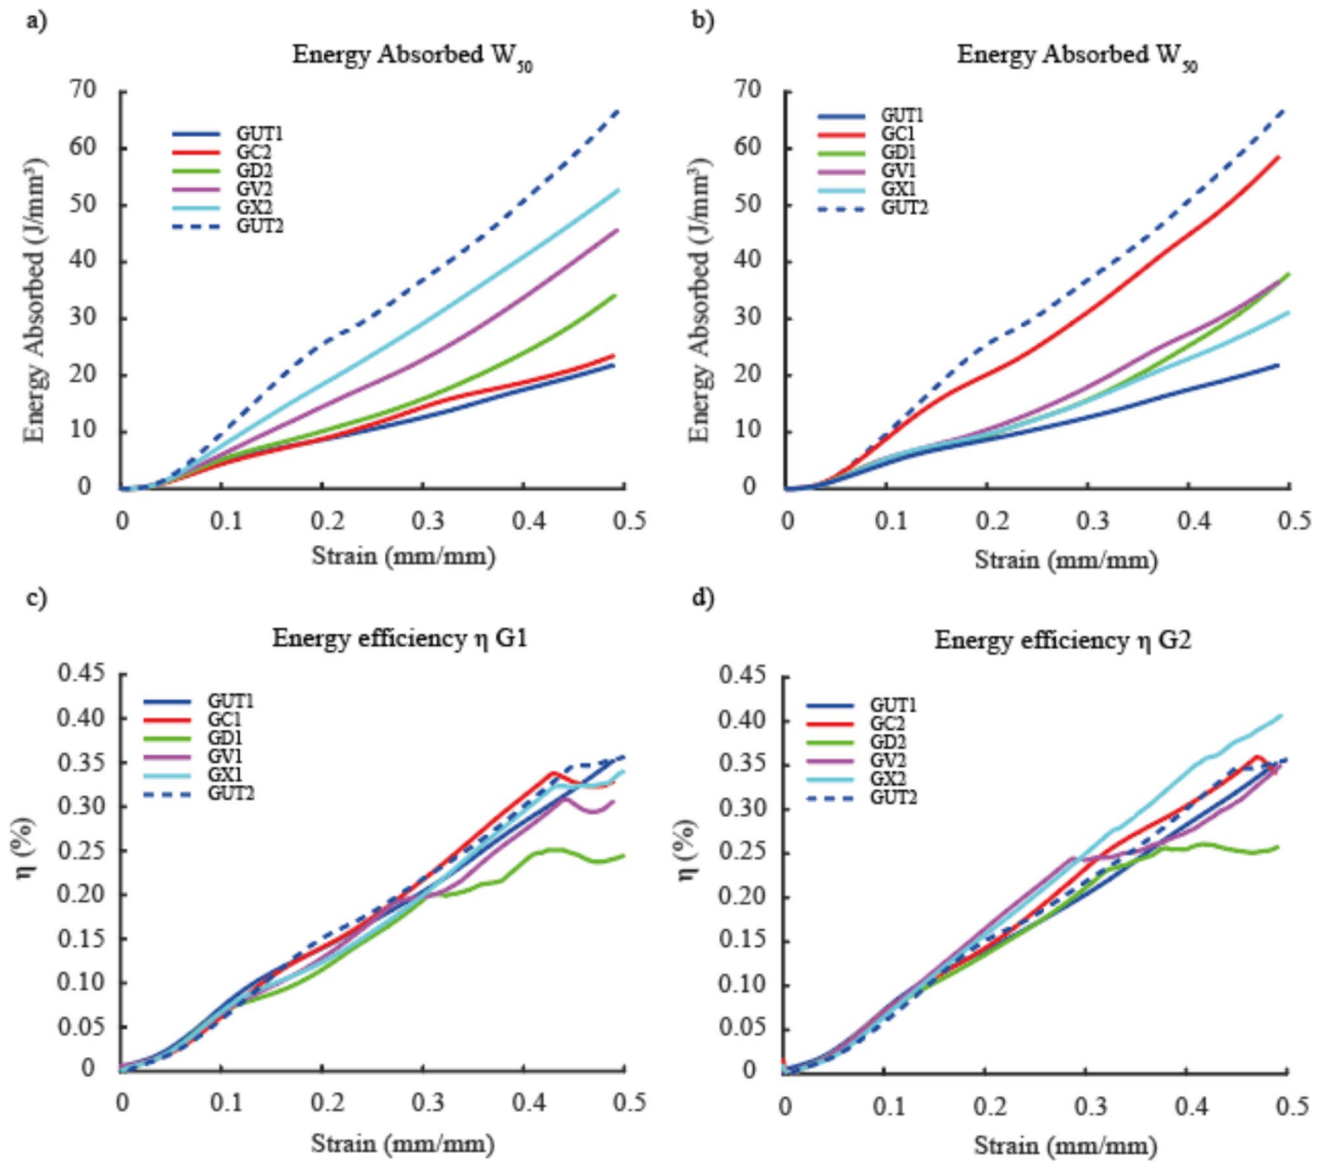 a)
Energy Absorbed W50
Energy Absorbed (J/mm³)
70
60
50
40
30
20
10
0
GUT1
GC2
GD2
GV2
GX2
GUT2
0 0.1 0.2 0.3 0.4 0.5
Strain (mm/mm)
b)
Energy Absorbed W50
Energy Absorbed (J/mm³)
70
60
50
40
30
20
10
0
GUT1
GC1
GD1
GV1
GX1
GUT2
0 0.1 0.2 0.3 0.4 0.5
Strain (mm/mm)
c)
Energy efficiency η G1
η (%)
0.45
0.40
0.35
0.30
0.25
0.20
0.15
0.10
0.05
0
GUT1
GC1
GD1
GV1
GX1
GUT2
0 0.1 0.2 0.3 0.4 0.5
Strain (mm/mm)
d)
Energy efficiency η G2
η (%)
0.45
0.40
0.35
0.30
0.25
0.20
0.15
0.10
0.05
0
GUT1
GC2
GD2
GV2
GX2
GUT2
0 0.1 0.2 0.3 0.4 0.5
Strain (mm/mm)